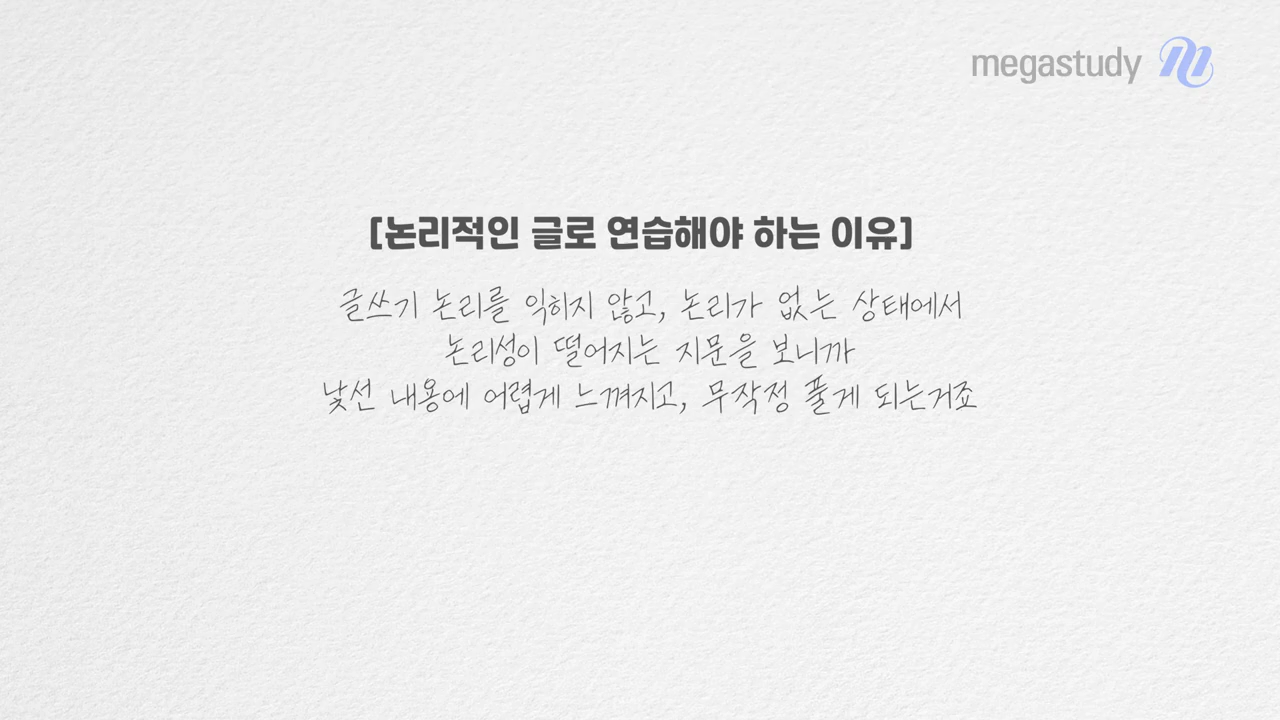 megastudy
[논리적인 글로 연습해야 하는 이유]
글쓰기 논리를 익히지 않고, 논리가 없는 상태에서
논리성이 떨어지는 지문을 보니까
낯선 내용에 어렵게 느껴지고, 무작정 풀게 되는거죠